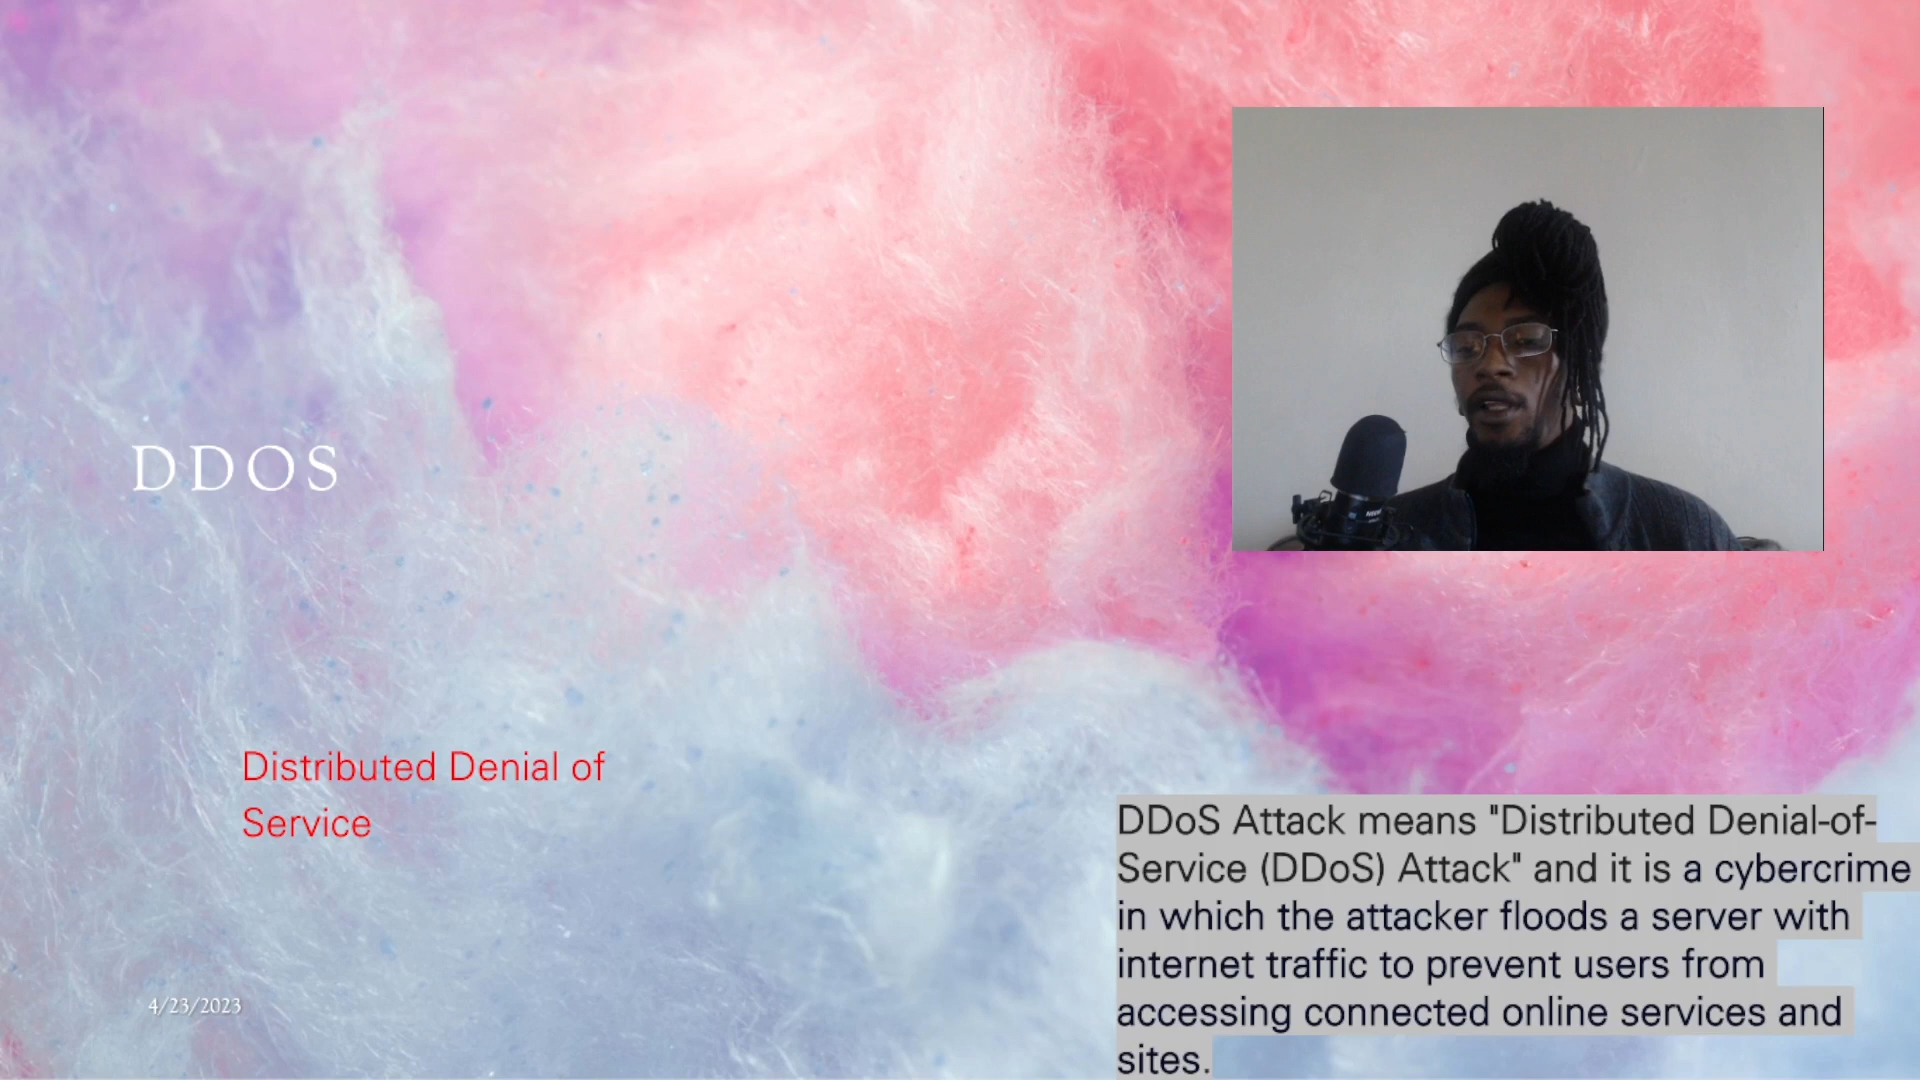 DDOS
Distributed Denial of
Service
4/23/2023
DDoS Attack means "Distributed Denial-of-
Service (DDoS) Attack" and it is a cybercrime
in which the attacker floods a server with
internet traffic to prevent users from
accessing connected online services and
sites.